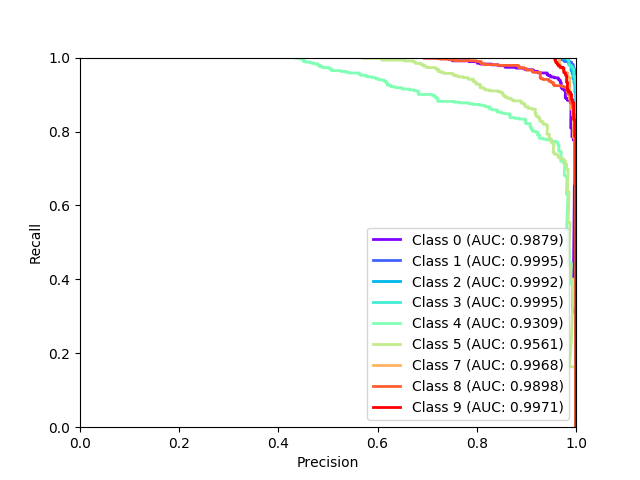 1.0
0.8
0.6
0.4
0.2
0.0
Recall
Class 0 (AUC: 0.9879)
Class 1 (AUC: 0.9995)
Class 2 (AUC: 0.9992)
Class 3 (AUC: 0.9995)
Class 4 (AUC: 0.9309)
Class 5 (AUC: 0.9561)
Class 7 (AUC: 0.9968)
Class 8 (AUC: 0.9898)
Class 9 (AUC: 0.9971)
0.0 0.2 0.4 0.6 0.8 1.0
Precision